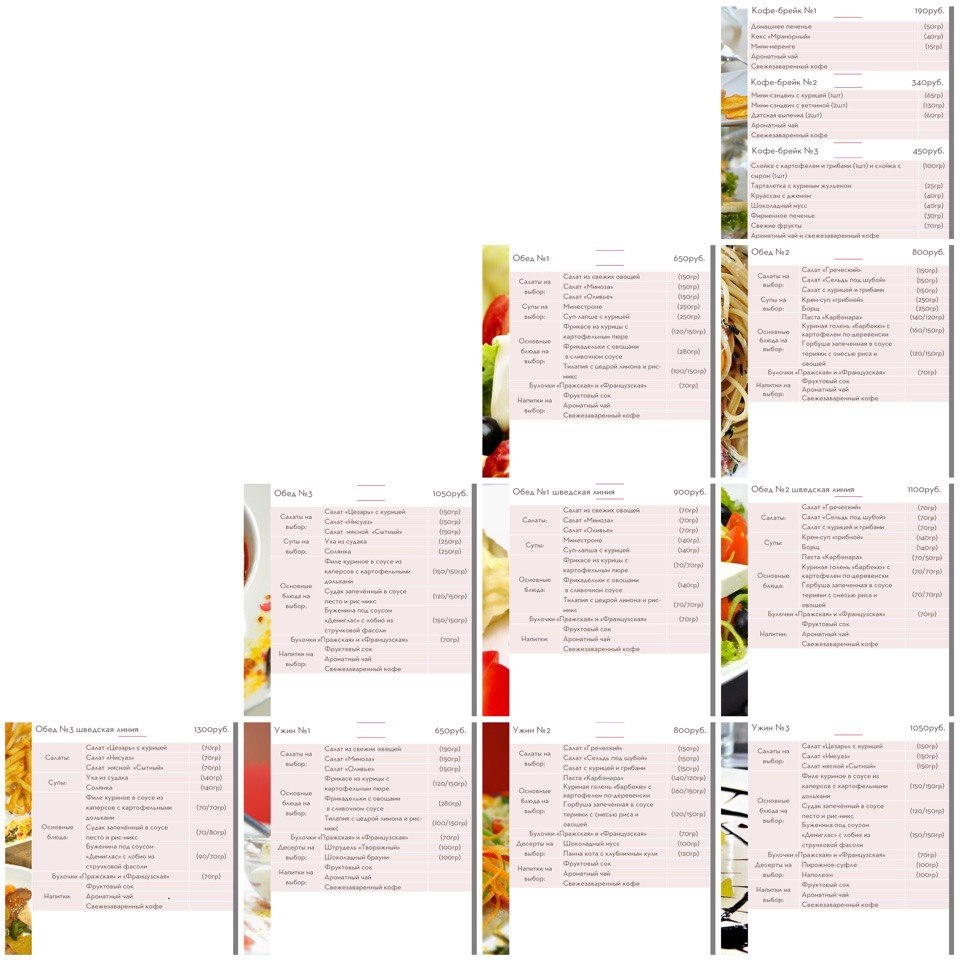 Кофе-брейк №1 190руб.
Домашнее печенье (50гр)
Кекс «Мраморный» (40гр)
Мини-меренге (15гр)
Ароматный чай
Свежезаваренный кофе
Кофе-брейк №2 340руб.
Мини-сэндвич с курицей (1шт) (65гр)
Мини-сэндвич с ветчиной (2шт) (130гр)
Датская выпечка (2шт) (60гр)
Ароматный чай
Свежезаваренный кофе
Кофе-брейк №3 450руб.
Слойка с картофелем и грибами (1шт) и слойка с (100гр)
сыром (1шт)
Тарталетка с куриным жульеном (25гр)
Круассан с джемом (40гр)
Шоколадный мусс (40гр)
Фирменное печенье (30гр)
Свежие фрукты (70гр)
Ароматный чай и свежезаваренный кофе
Обед №1 650руб.
Салаты на
выбор:
Салат из свежих овощей (150гр)
Салат «Мимоза» (150гр)
Салат «Оливье» (150гр)
Супы на
выбор:
Минестроне (250гр)
Суп-лапша с курицей (250гр)
Основные
блюда на
выбор:
Фрикасе из курицы с
картофельным пюре (120/150гр)
Фрикадельки с овощами
в сливочном соусе (280гр)
Тилапия с цедрой лимона и рис-
микс (100/150гр)
Булочки «Пражская» и «Французская» (70гр)
Напитки на
выбор:
Фруктовый сок
Ароматный чай
Свежезаваренный кофе
Обед №2 800руб.
Салаты на
выбор:
Салат «Греческий» (150гр)
Салат «Сельдь под шубой» (150гр)
Салат с курицей и грибами (150гр)
Супы на
выбор:
Крем-суп «грибной» (250гр)
Борщ (250гр)
Основные
блюда на
выбор:
Паста «Карбонара» (140/120гр)
Куриная голень «барбекю» с
картофелем по-деревенски (160/150гр)
Горбуша запеченная в соусе
терияки с смесью риса и
овощей (120/150гр)
Булочки «Пражская» и «Французская» (70гр)
Напитки на
выбор:
Фруктовый сок
Ароматный чай
Свежезаваренный кофе
Обед №3 1050руб.
Салаты на
выбор:
Салат «Цезарь» с курицей (150гр)
Салат «Нисуаз» (150гр)
Салат мясной «Сытный» (150гр)
Супы на
выбор:
Уха из судака (250гр)
Солянка (250гр)
Основные
блюда на
выбор:
Филе куриное в соусе из
каперсов с картофельными
дольками (150/150гр)
Судак запечённый в соусе
песто и рис-микс (120/150гр)
Буженина под соусом
«Демиглас» с лобио из
стручковой фасоли (150/150гр)
Булочки «Пражская» и «Французская» (70гр)
Напитки на
выбор:
Фруктовый сок
Ароматный чай
Свежезаваренный кофе
Обед №1 шведская линия 900руб.
Салаты:
Салат из свежих овощей (70гр)
Салат «Мимоза» (70гр)
Салат «Оливье» (70гр)
Супы:
Минестроне (140гр)
Суп-лапша с курицей (140гр)
Основные
блюда:
Фрикасе из курицы с
картофельным пюре (70/70гр)
Фрикадельки с овощами
в сливочном соусе (140гр)
Тилапия с цедрой лимона и рис-
микс (70/70гр)
Булочки «Пражская» и «Французская» (70гр)
Напитки:
Фруктовый сок
Ароматный чай
Свежезаваренный кофе
Обед №2 шведская линия 1100руб.
Салаты:
Салат «Греческий» (70гр)
Салат «Сельдь под шубой» (70гр)
Салат с курицей и грибами (70гр)
Супы:
Крем-суп «грибной» (140гр)
Борщ (140гр)
Основные
блюда:
Паста «Карбонара» (70/50гр)
Куриная голень «барбекю» с
картофелем по-деревенски (70/70гр)
Горбуша запеченная в соусе
терияки с смесью риса и
овощей (70/70гр)
Булочки «Пражская» и «Французская» (70гр)
Напитки:
Фруктовый сок
Ароматный чай
Свежезаваренный кофе
Обед №3 шведская линия 1300руб.
Салаты:
Салат «Цезарь» с курицей (70гр)
Салат «Нисуаз» (70гр)
Салат мясной «Сытный» (70гр)
Супы:
Уха из судака (140гр)
Солянка (140гр)
Основные
блюда:
Филе куриное в соусе из
каперсов с картофельными
дольками (70/70гр)
Судак запечённый в соусе
песто и рис-микс (70/80гр)
Буженина под соусом
«Демиглас» с лобио из
стручковой фасоли (90/70гр)
Булочки «Пражская» и «Французская» (70гр)
Напитки:
Фруктовый сок
Ароматный чай
Свежезаваренный кофе
Ужин №1 650руб.
Салаты на
выбор:
Салат из свежих овощей (150гр)
Салат «Мимоза» (150гр)
Салат «Оливье» (150гр)
Основные
блюда на
выбор:
Фрикасе из курицы с
картофельным пюре (120/150гр)
Фрикадельки с овощами
в сливочном соусе (280гр)
Тилапия с цедрой лимона и рис-
микс (100/150гр)
Булочки «Пражская» и «Французская» (70гр)
Десерты на
выбор:
Штрудель «Творожный» (100гр)
Шоколадный брауни (100гр)
Напитки на
выбор:
Фруктовый сок
Ароматный чай
Свежезаваренный кофе
Ужин №2 800руб.
Салаты на
выбор:
Салат «Греческий» (150гр)
Салат «Сельдь под шубой» (150гр)
Салат с курицей и грибами (150гр)
Основные
блюда на
выбор:
Паста «Карбонара» (140/120гр)
Куриная голень «барбекю» с
картофелем по-деревенски (160/150гр)
Горбуша запеченная в соусе
терияки с смесью риса и
овощей (120/150гр)
Булочки «Пражская» и «Французская» (70гр)
Десерты на
выбор:
Шоколадный мусс (100гр)
Панна кота с клубничным кули (120гр)
Напитки на
выбор:
Фруктовый сок
Ароматный чай
Свежезаваренный кофе
Ужин №3 1050руб.
Салаты на
выбор:
Салат «Цезарь» с курицей (150гр)
Салат «Нисуаз» (150гр)
Салат мясной «Сытный» (150гр)
Основные
блюда на
выбор:
Филе куриное в соусе из
каперсов с картофельными
дольками (150/150гр)
Судак запечённый в соусе
песто и рис-микс (120/150гр)
Буженина под соусом
«Демиглас» с лобио из
стручковой фасоли (150/150гр)
Булочки «Пражская» и «Французская» (70гр)
Десерты на
выбор:
Пирожное-суфле (100гр)
Наполеон (100гр)
Напитки на
выбор:
Фруктовый сок
Ароматный чай
Свежезаваренный кофе